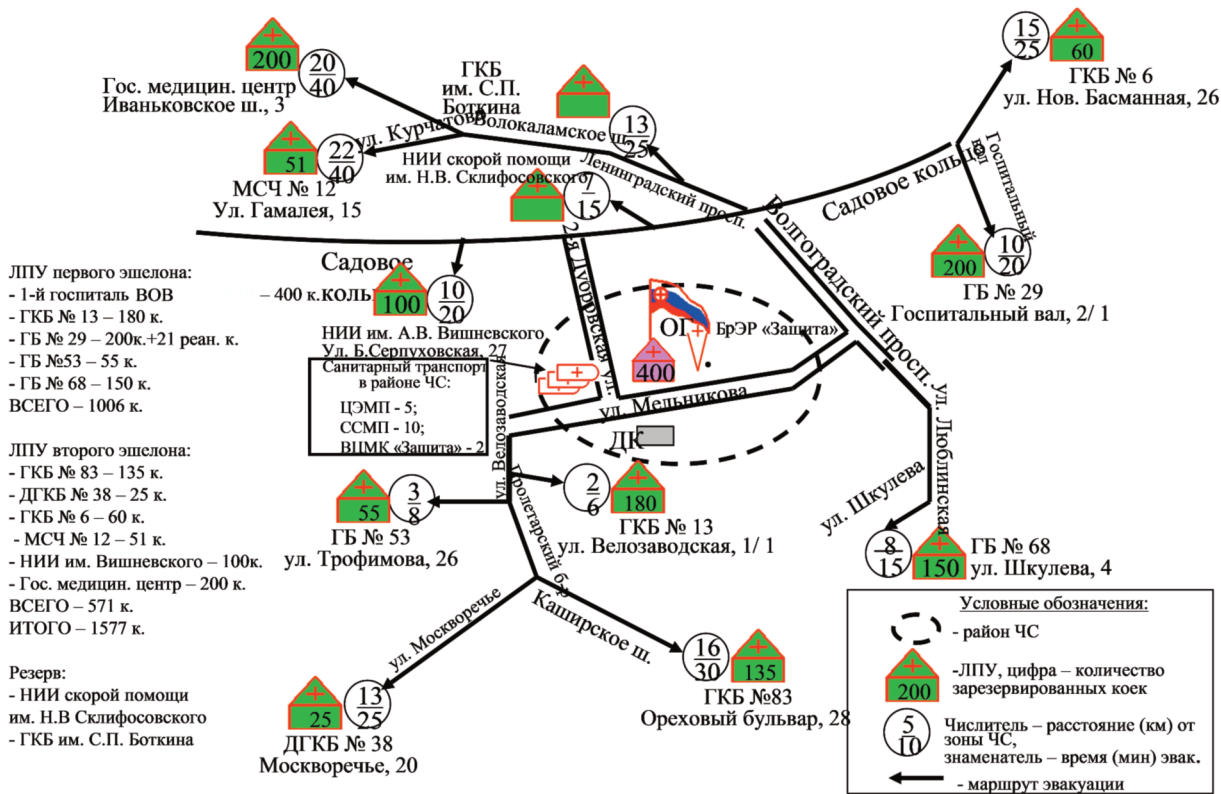 200
20
40
Гос. медицин. центр
Иваньковское ш., 3
ГКБ
им. С.П.
Боткина
13
25
15
25
60
ГКБ № 6
ул. Нов. Басманная, 26
ул. Курчатова
Волокаламское ш.
51
22
40
МСЧ № 12
Ул. Гамалея, 15
НИИ скорой помощи
им. Н.В. Склифосовского
7
15
Ленинградский просп.
Садовое кольцо
Госпитальный
вал
200
10
20
ГБ № 29
Госпитальный вал, 2/ 1
Волгоградский просп.
2-я Дубровская ул.
Садовое
кольцо
100
10
20
НИИ им. А.В. Вишневского
Ул. Б.Серпуховская, 27
ОГ
БрЭР «Защита»
400
ЛПУ первого эшелона:
- 1-й госпиталь ВОВ – 400 к.
- ГКБ № 13 – 180 к.
- ГБ № 29 – 200к.+21 реан. к.
- ГБ №53 – 55 к.
- ГБ № 68 – 150 к.
ВСЕГО – 1006 к.
ЛПУ второго эшелона:
- ГКБ № 83 – 135 к.
- ДГКБ № 38 – 25 к.
- ГКБ № 6 – 60 к.
- МСЧ № 12 – 51 к.
- НИИ им. Вишневского – 100к.
- Гос. медицин. центр – 200 к.
ВСЕГО – 571 к.
ИТОГО – 1577 к.
Резерв:
- НИИ скорой помощи
им. Н.В Склифосовского
- ГКБ им. С.П. Боткина
Санитарный транспорт
в районе ЧС:
ЦЭМП - 5;
ССМП - 10;
ВЦМК «Защита» - 2
ул. Велозаводская
ул. Мельникова
ДК
ул. Люблинская
ул. Шкулева
55
3
8
ГБ № 53
ул. Трофимова, 26
2
6
180
ГКБ № 13
ул. Велозаводская, 1/ 1
8
15
150
ГБ № 68
ул. Шкулева, 4
Пролетарский б-р
ул. Москворечье
Каширское ш.
25
13
25
ДГКБ № 38
Москворечье, 20
16
30
135
ГКБ №83
Ореховый бульвар, 28
Условные обозначения:
- район ЧС
200
-ЛПУ, цифра – количество
зарезервированных коек
5
10
Числитель – расстояние (км) от
зоны ЧС,
знаменатель – время (мин) эвак.
- маршрут эвакуации